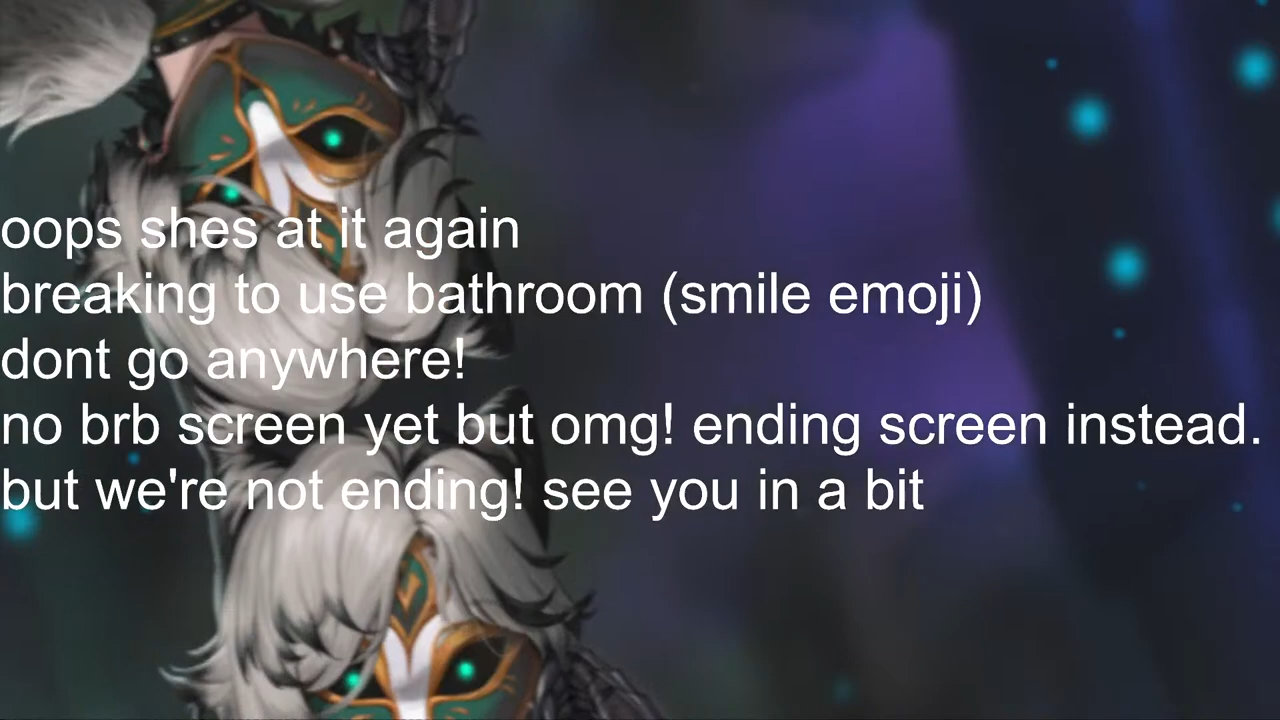 oops shes at it again
breaking to use bathroom (smile emoji)
dont go anywhere!
no brb screen yet but omg! ending screen instead.
but we're not ending! see you in a bit